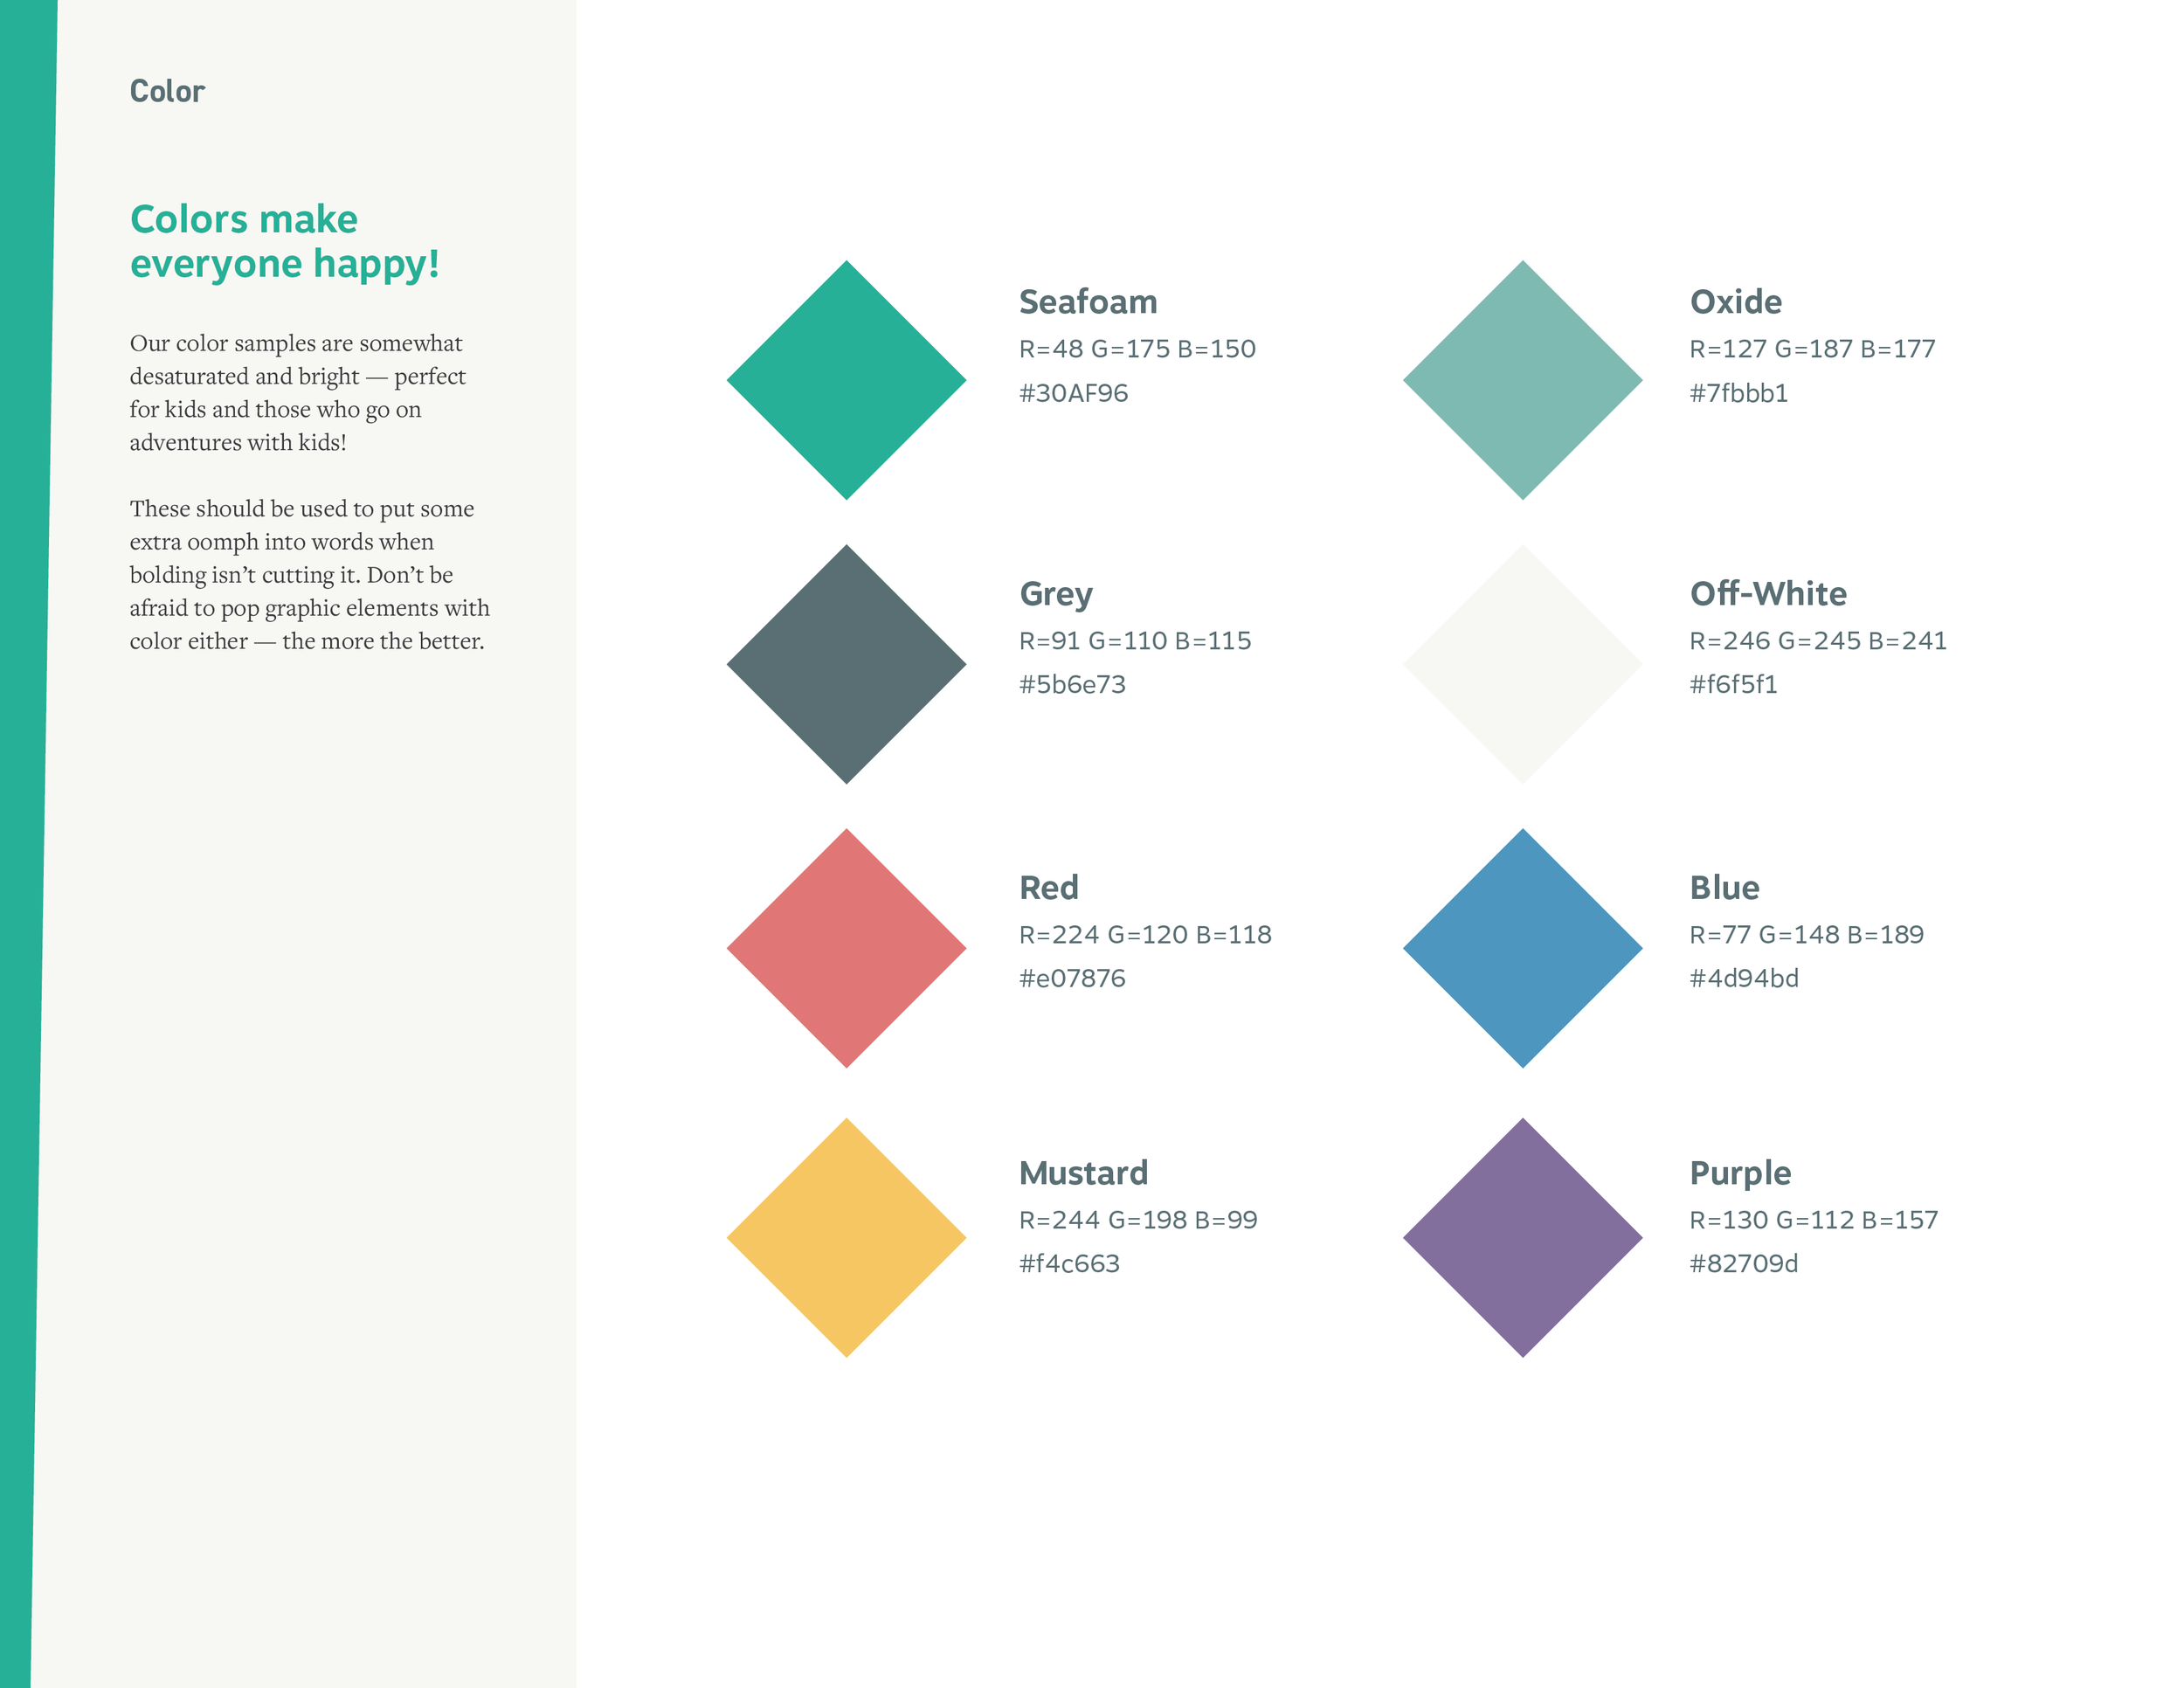 Color
Colors make
everyone happy!
Our color samples are somewhat
desaturated and bright — perfect
for kids and those who go on
adventures with kids!
These should be used to put some
extra oomph into words when
bolding isn’t cutting it. Don’t be
afraid to pop graphic elements with
color either — the more the better.
Seafoam
R=48 G=175 B=150
#30AF96
Oxide
R=127 G=187 B=177
#7fbbb1
Grey
R=91 G=110 B=115
#5b6e73
Off-White
R=246 G=245 B=241
#f6f5f1
Red
R=224 G=120 B=118
#e07876
Blue
R=77 G=148 B=189
#4d94bd
Mustard
R=244 G=198 B=99
#f4c663
Purple
R=130 G=112 B=157
#82709d